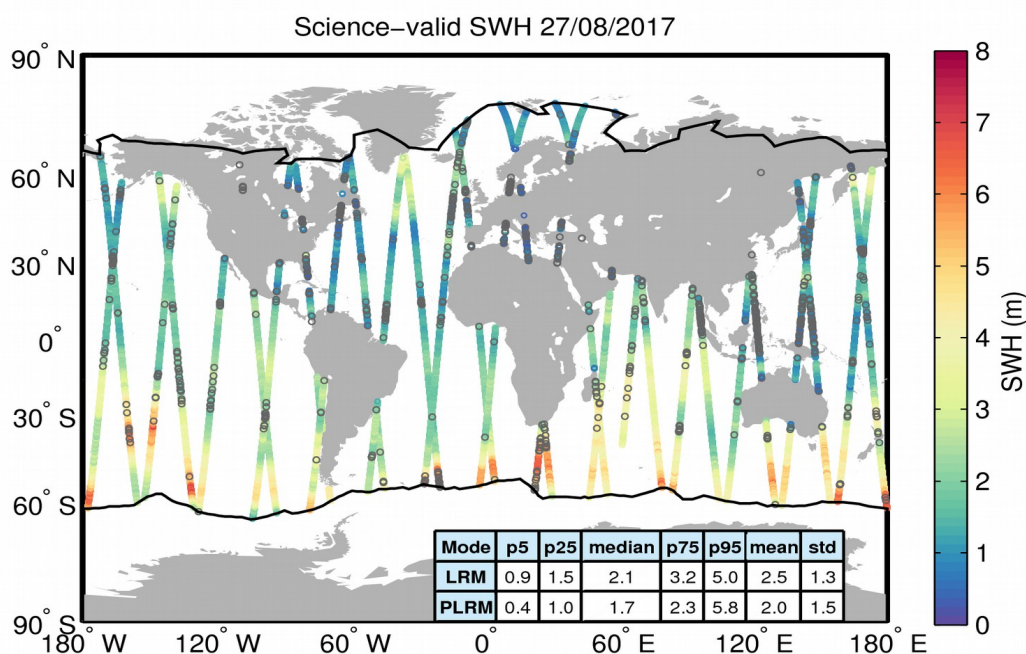 Science−valid SWH 27/08/2017
90° N
60° N
30° N
0°
30° S
60° S
90° S
180° W
120° W
60° W
0°
60° E
120° E
180° E
8
7
6
5
4
3
2
1
0
SWH (m)
Mode p5 p25 median p75 p95 mean std
LRM 0.9 1.5 2.1 3.2 5.0 2.5 1.3
PLRM 0.4 1.0 1.7 2.3 5.8 2.0 1.5